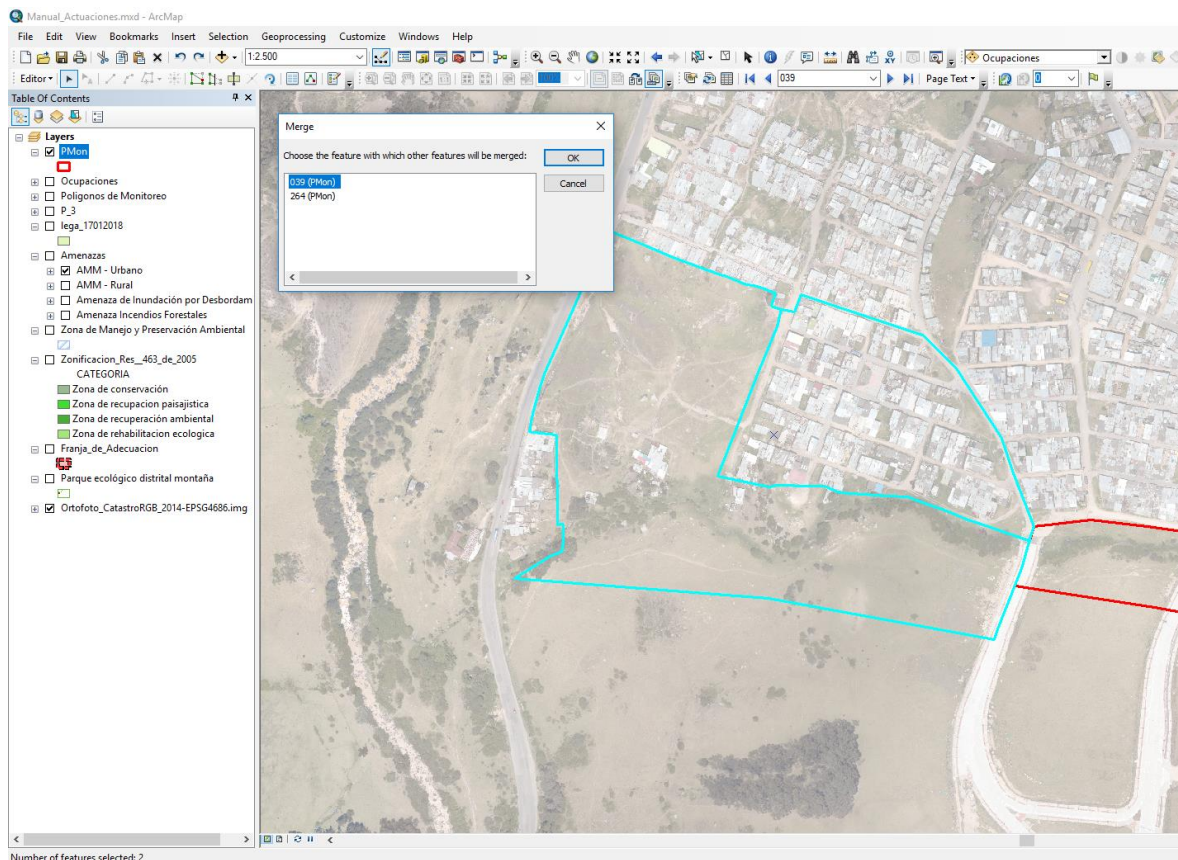 Manual_Actuaciones.mxd - ArcMap
File Edit View Bookmarks Insert Selection Geoprocessing Customize Windows Help
1:2.500 Ocupaciones
Editor 039 Page Text 0
Table Of Contents
Merge
Choose the feature with which other features will be merged:
OK
039 (PMon)
Cancel
264 (PMon)
Layers
PMon
Ocupaciones
Poligonos de Monitoreo
P_3
lega_17012018
Amenazas
AMM - Urbano
AMM - Rural
Amenaza de Inundación por Desbordam
Amenaza Incendios Forestales
Zona de Manejo y Preservación Ambiental
Zonificacion_Res__463_de_2005
CATEGORIA
Zona de conservación
Zona de recupacion paisajistica
Zona de recuperación ambiental
Zona de rehabilitacion ecologica
Franja_de_Adecuacion
Parque ecológico distrital montaña
Ortofoto_CatastroRGB_2014-EPSG4686.img
Number of features selected: 2